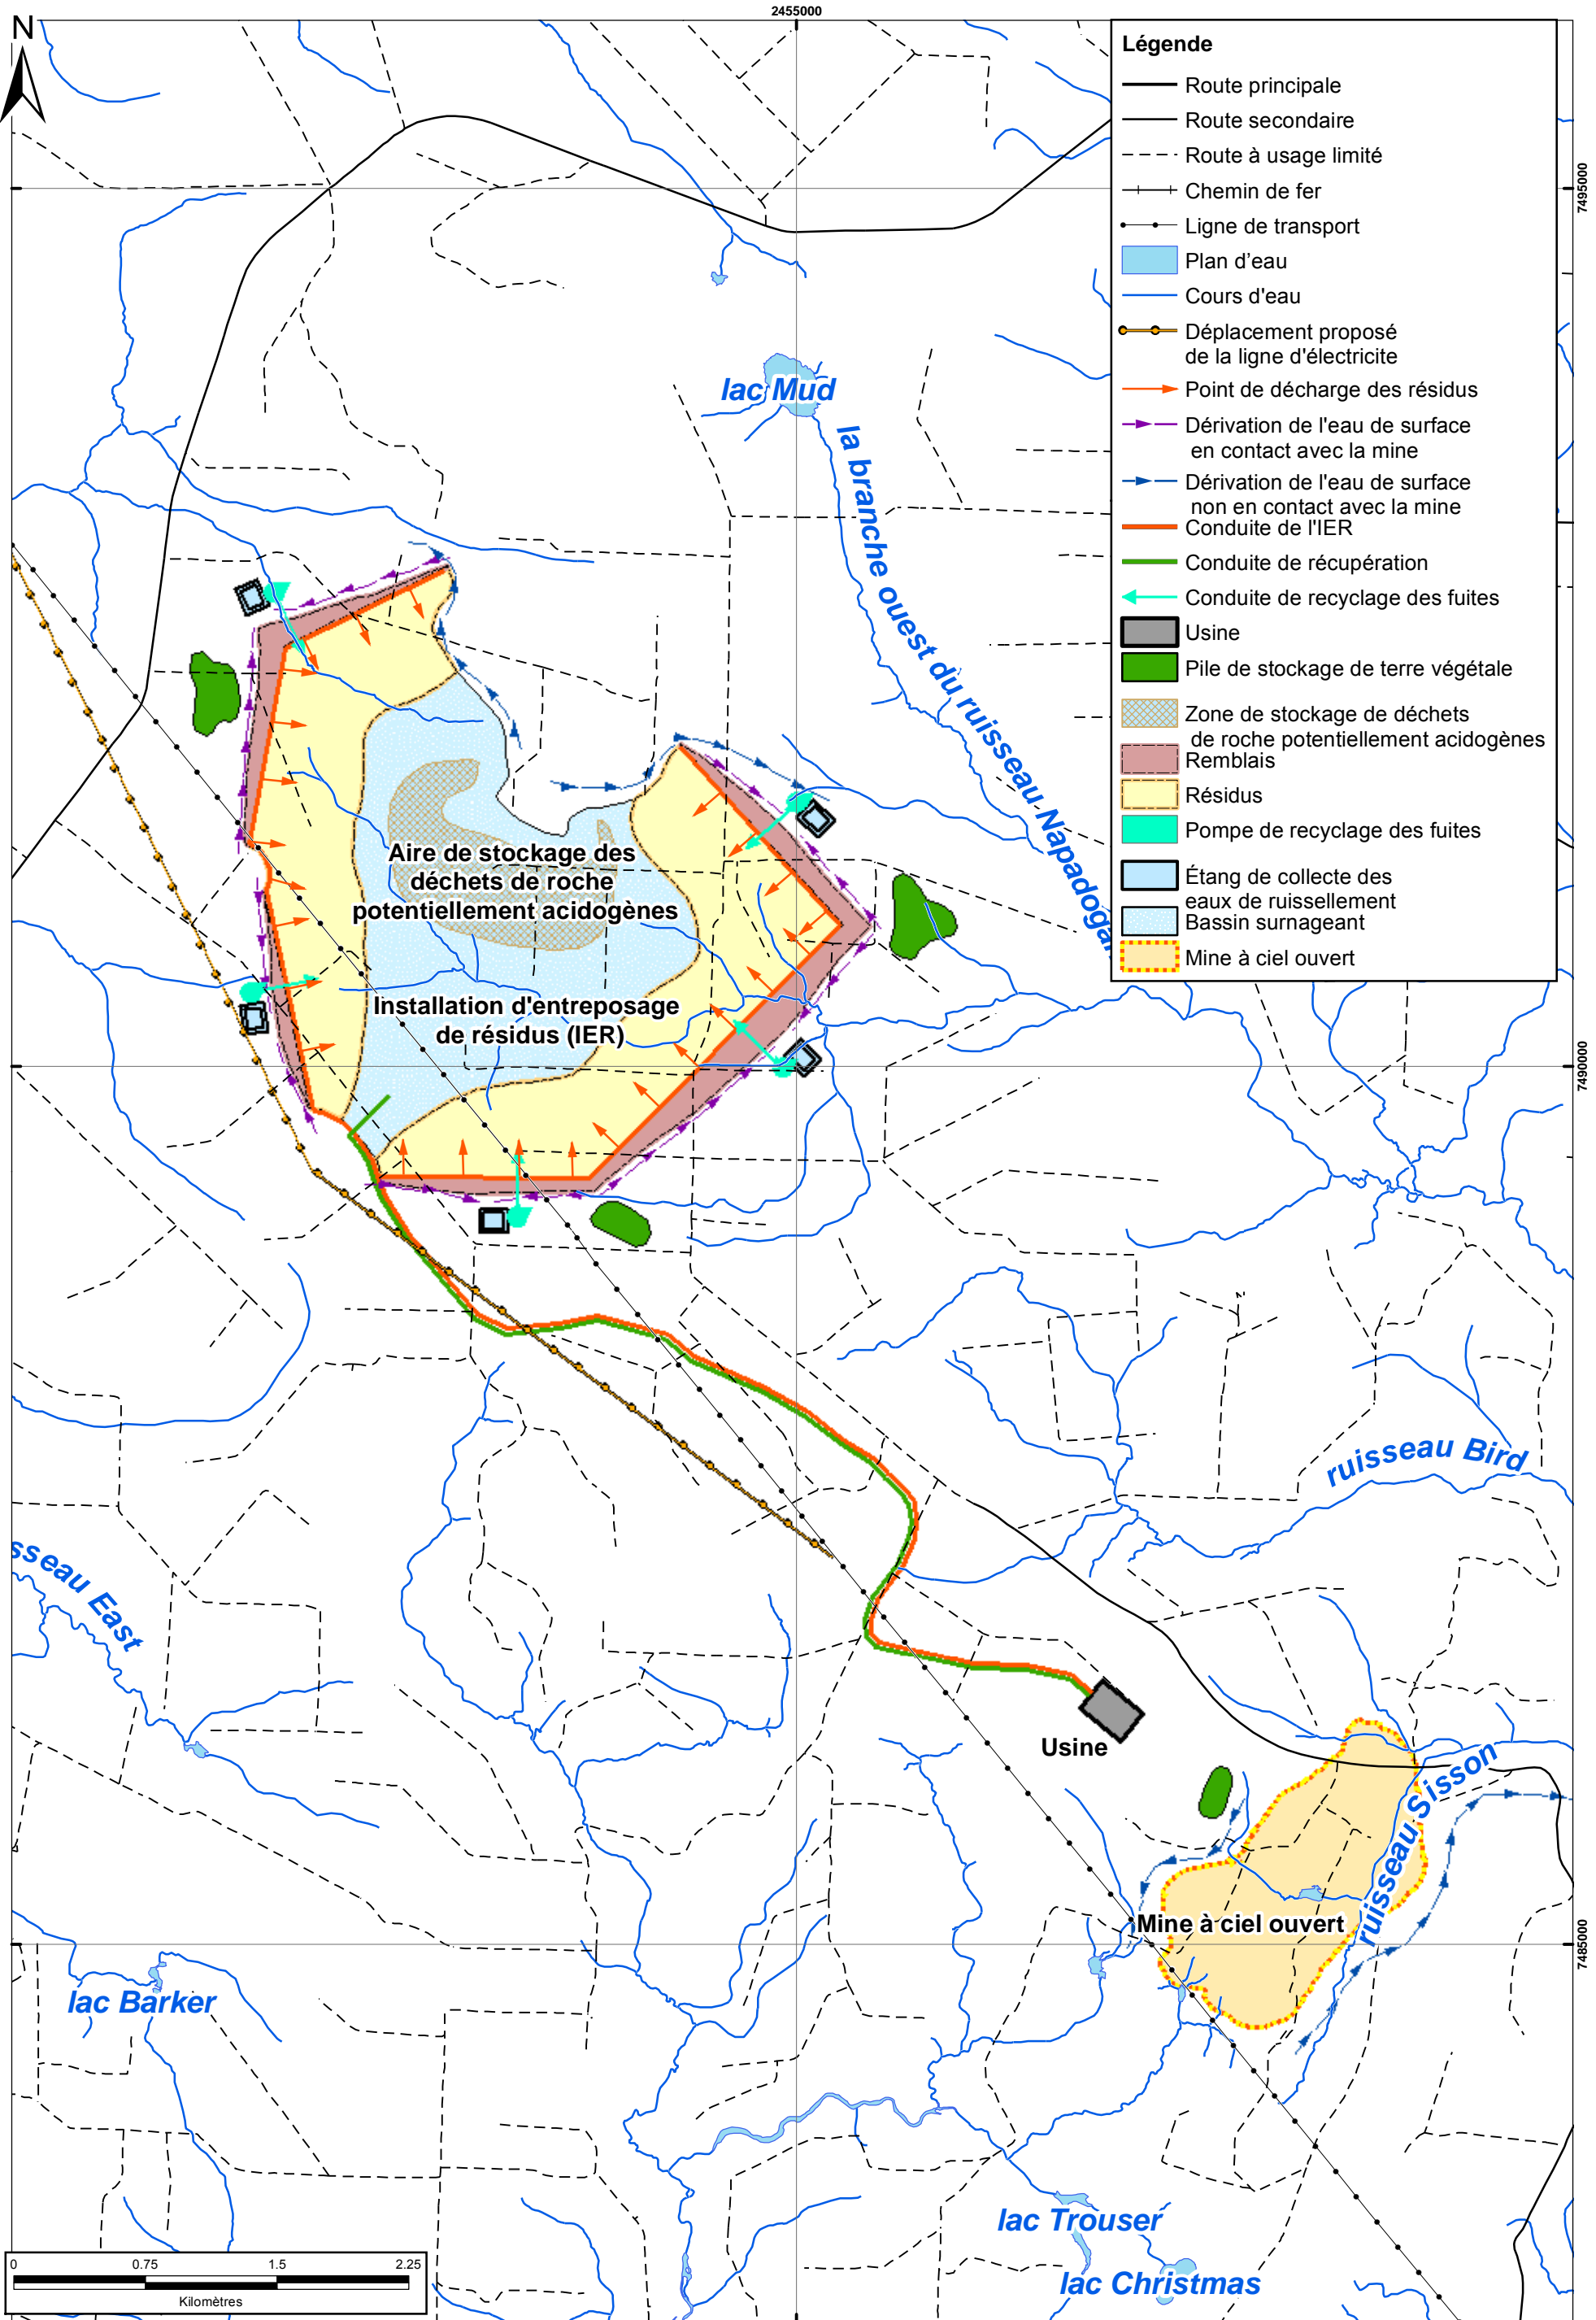 2455000
N
Légende
Route principale
Route secondaire
Route à usage limité
Chemin de fer
Ligne de transport
Plan d'eau
Cours d'eau
Déplacement proposé
de la ligne d'électricite
Point de décharge des résidus
Dérivation de l'eau de surface
en contact avec la mine
Dérivation de l'eau de surface
non en contact avec la mine
Conduite de l'IER
Conduite de récupération
Conduite de recyclage des fuites
Usine
Pile de stockage de terre végétale
Zone de stockage de déchets
de roche potentiellement acidogènes
Remblais
Résidus
Pompe de recyclage des fuites
Étang de collecte des
eaux de ruissellement
Bassin surnageant
Mine à ciel ouvert
7495000
lac Mud
la branche ouest du ruisseau Napadogan
Aire de stockage des
déchets de roche
potentiellement acidogènes
Installation d'entreposage
de résidus (IER)
7490000
ruisseau Bird
sseau East
Usine
ruisseau Sisson
Mine à ciel ouvert
7485000
lac Barker
lac Trouser
lac Christmas
0 0.75 1.5 2.25
Kilomètres